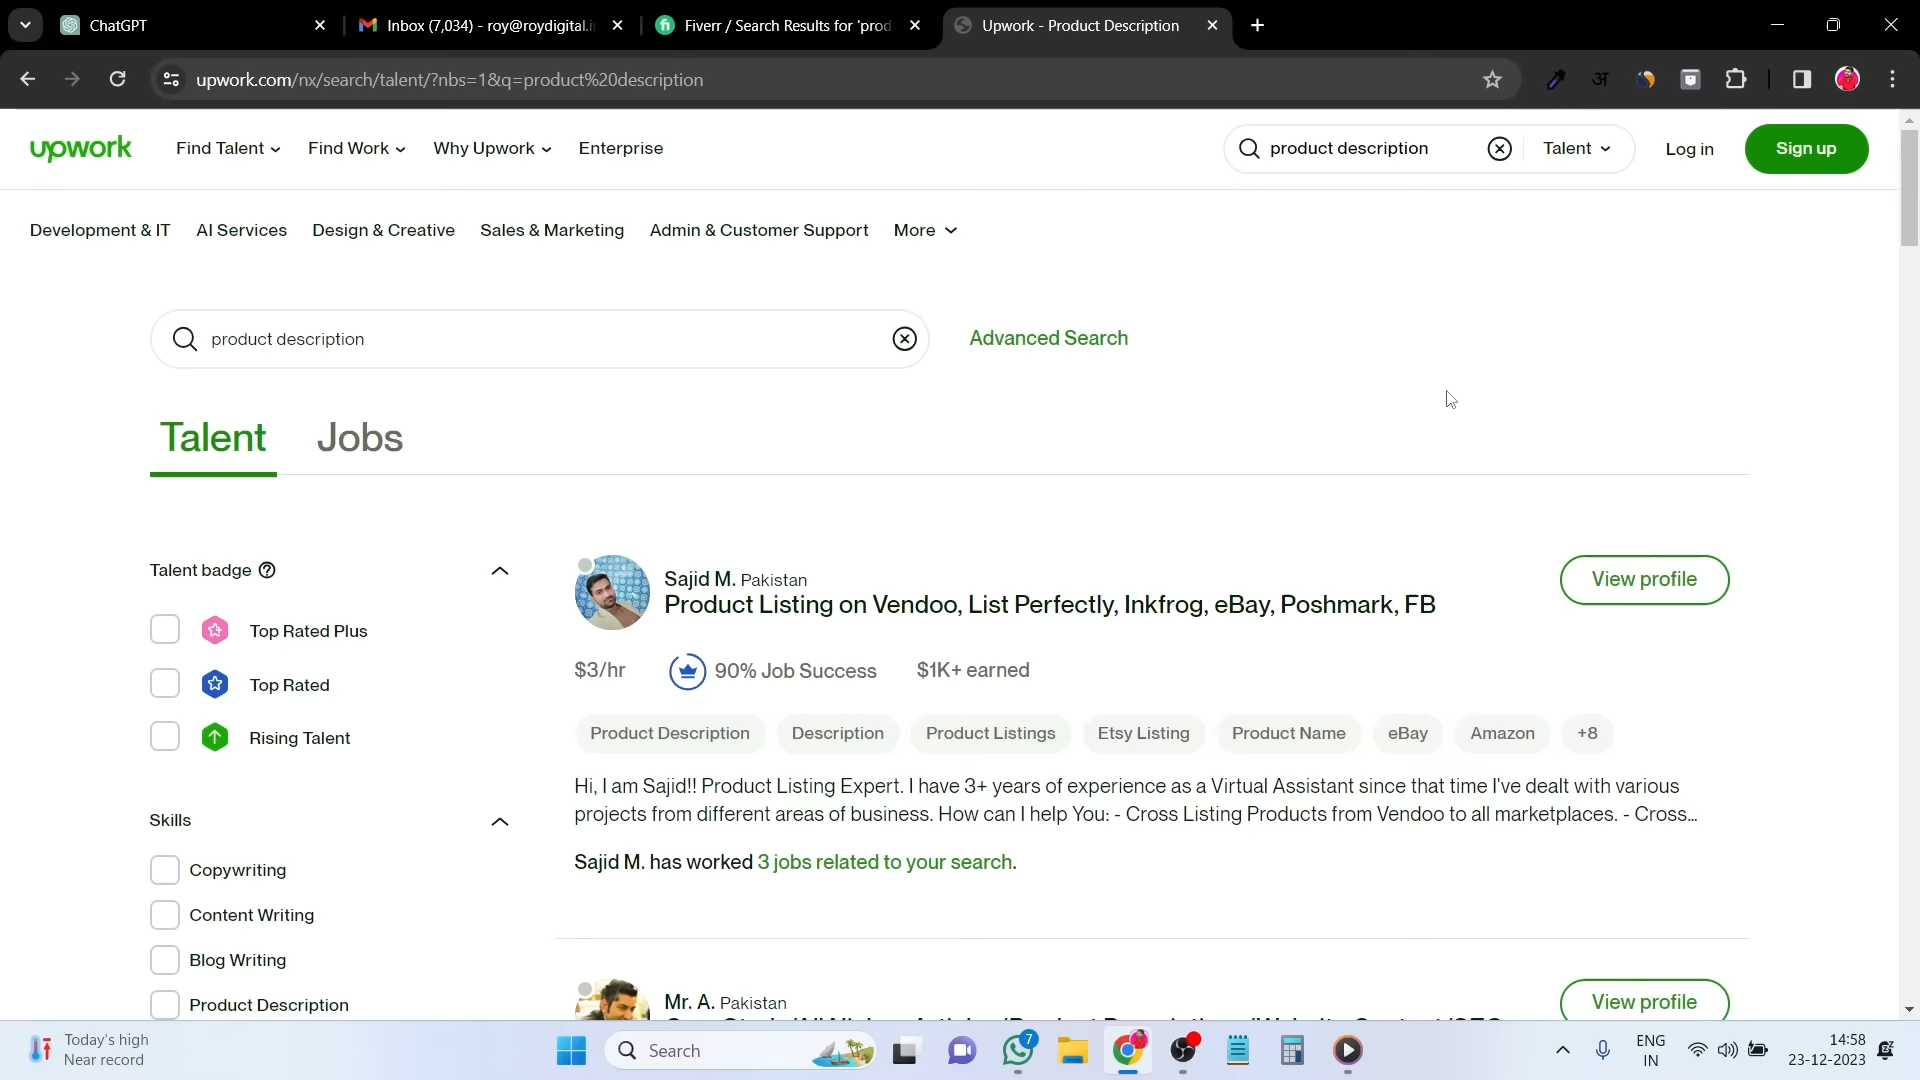 ChatGPT
Inbox (7,034) - roy@roydigital.i
Fiverr / Search Results for 'prod
Upwork - Product Description
upwork.com/nx/search/talent/?nbs=1&q=product%20description
upwork
Find Talent
Find Work
Why Upwork
Enterprise
product description
Talent
Log in
Sign up
Development & IT
AI Services
Design & Creative
Sales & Marketing
Admin & Customer Support
More
product description
Advanced Search
Talent
Jobs
Talent badge
Top Rated Plus
Top Rated
Rising Talent
Skills
Copywriting
Content Writing
Blog Writing
Product Description
Sajid M. Pakistan
Product Listing on Vendoo, List Perfectly, Inkfrog, eBay, Poshmark, FB
View profile
$3/hr
90% Job Success
$1K+ earned
Product Description
Description
Product Listings
Etsy Listing
Product Name
eBay
Amazon
+8
Hi, I am Sajid!! Product Listing Expert. I have 3+ years of experience as a Virtual Assistant since that time I've dealt with various
projects from different areas of business. How can I help You: - Cross Listing Products from Vendoo to all marketplaces. - Cross...
Sajid M. has worked 3 jobs related to your search.
Mr. A. Pakistan
View profile
Today's high
Near record
Search
7
ENG
IN
14:58
23-12-2023